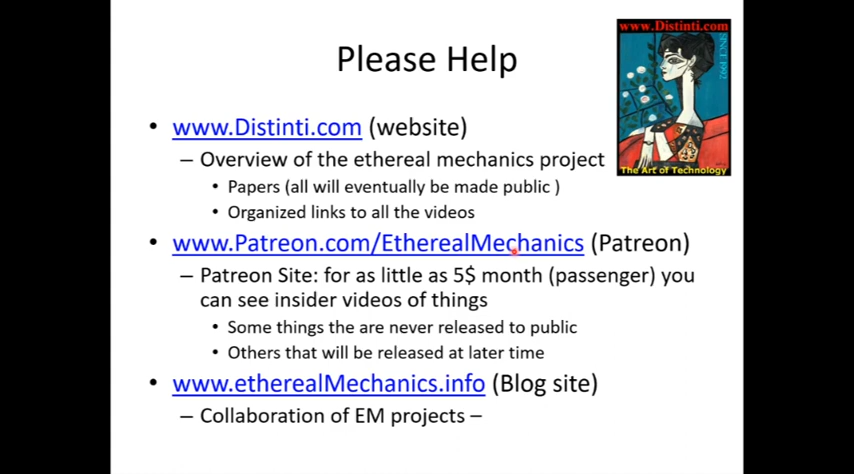 Please Help
www.Distinti.com
SINCE 1992
The Art of Technology
• www.Distinti.com (website)
– Overview of the ethereal mechanics project
• Papers (all will eventually be made public )
• Organized links to all the videos
• www.Patreon.com/EtherealMechanics (Patreon)
– Patreon Site: for as little as 5$ month (passenger) you
can see insider videos of things
• Some things the are never released to public
• Others that will be released at later time
• www.etherealMechanics.info (Blog site)
– Collaboration of EM projects –